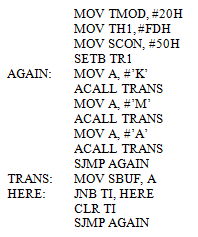 MOV TMOD, #20H
MOV TH1, #FDH
MOV SCON, #50H
SETB TR1
AGAIN: MOV A, #’K’
ACALL TRANS
MOV A, #’M’
ACALL TRANS
MOV A, #’A’
ACALL TRANS
SJMP AGAIN
TRANS: MOV SBUF, A
HERE: JNB TI, HERE
CLR TI
SJMP AGAIN